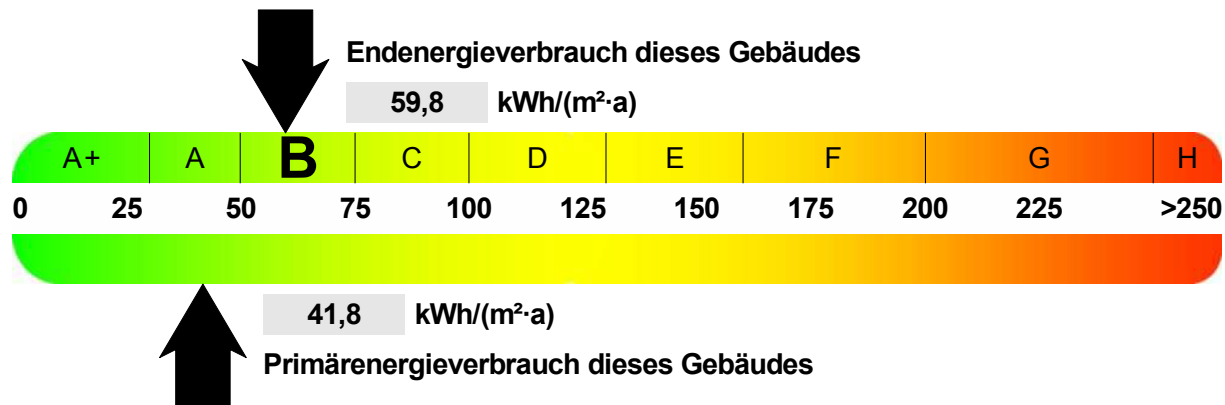 Endenergieverbrauch dieses Gebäudes
59,8 kWh/(m²·a)
A+ A B C D E F G H
0 25 50 75 100 125 150 175 200 225 >250
41,8 kWh/(m²·a)
Primärenergieverbrauch dieses Gebäudes